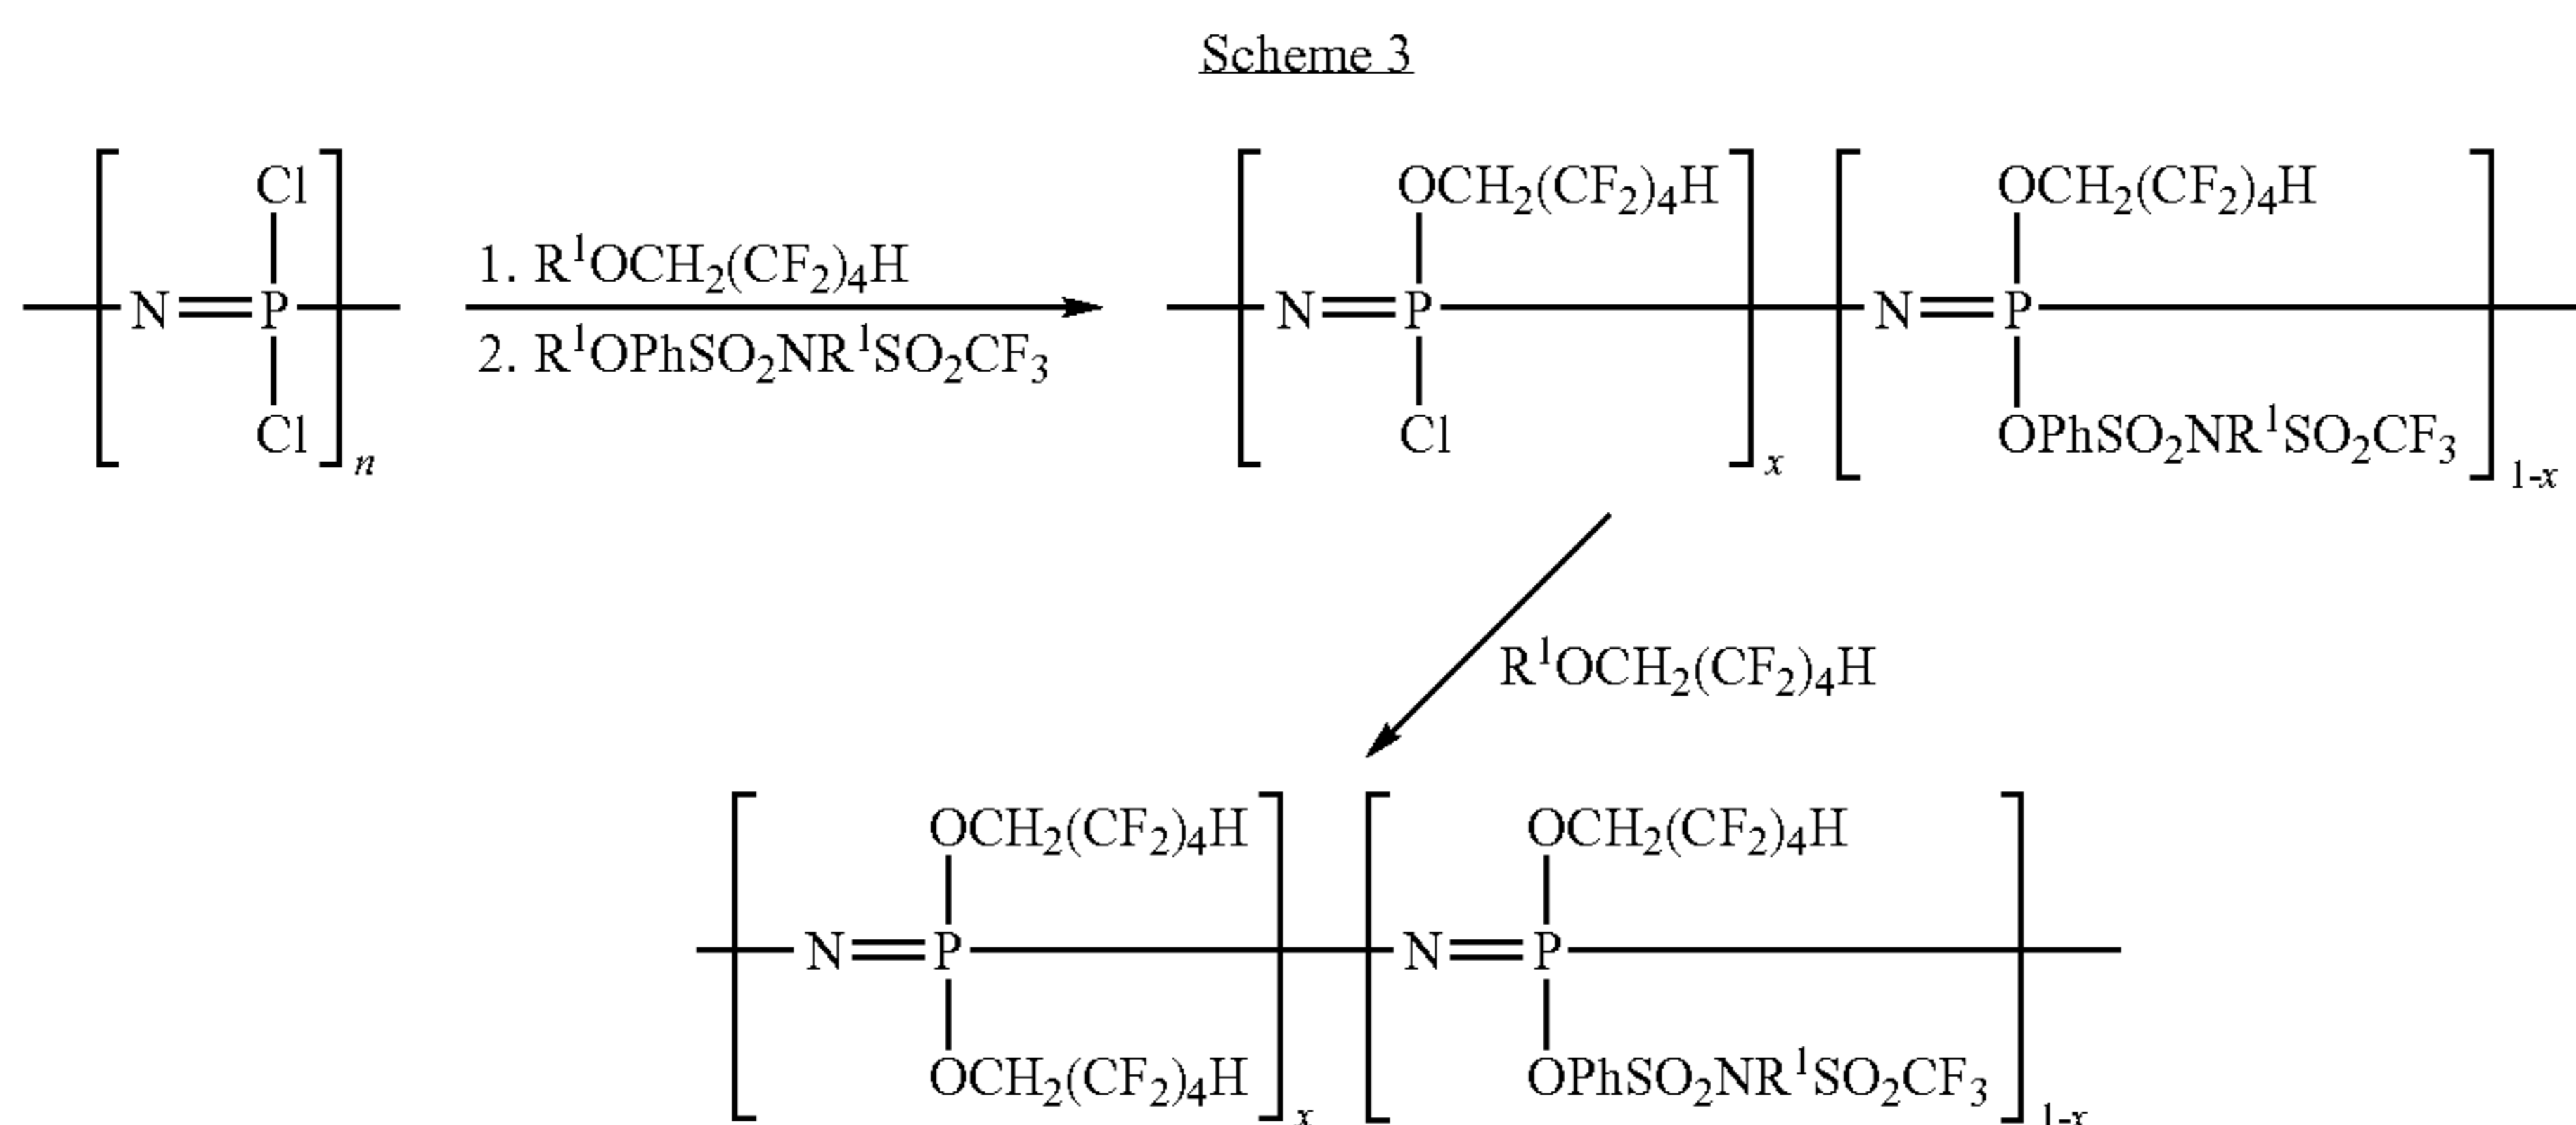 Scheme 3
Cl
N═P
Cl
n
1. R¹OCH₂(CF₂)₄H
2. R¹OPhSO₂NR¹SO₂CF₃
OCH₂(CF₂)₄H
N═P
Cl
x
OCH₂(CF₂)₄H
N═P
OPhSO₂NR¹SO₂CF₃
1-x
R¹OCH₂(CF₂)₄H
OCH₂(CF₂)₄H
N═P
OCH₂(CF₂)₄H
x
OCH₂(CF₂)₄H
N═P
OPhSO₂NR¹SO₂CF₃
1-x